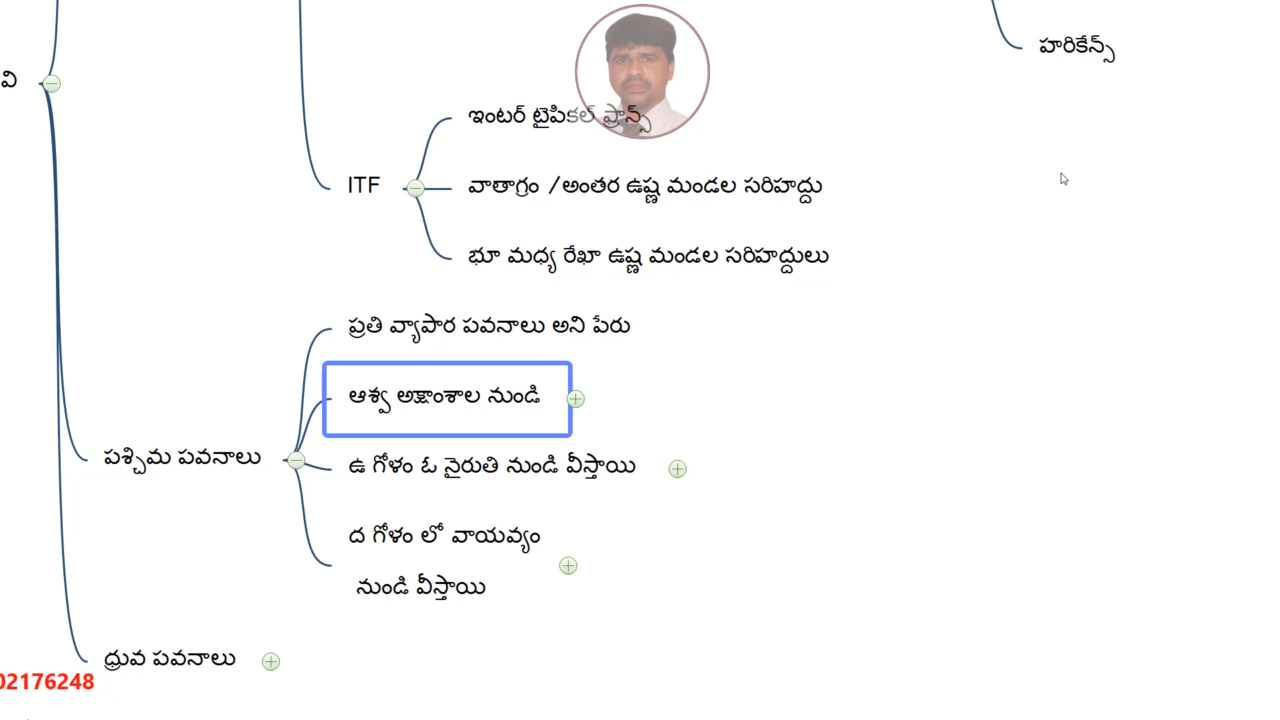 వి
హరికేన్స్
ఇంటర్ టైపికల్ ఫ్రాన్స్
ITF
వాతాగ్రం /అంతర ఉష్ణ మండల సరిహద్దు
భూ మధ్య రేఖా ఉష్ణ మండల సరిహద్దులు
ప్రతి వ్యాపార పవనాలు అని పేరు
ఆశ్వ అక్షాంశాల నుండి
పశ్చిమ పవనాలు
ఉ గోళం ఓ నైరుతి నుండి వీస్తాయి
ద గోళం లో వాయవ్యం
నుండి వీస్తాయి
ధ్రువ పవనాలు
02176248